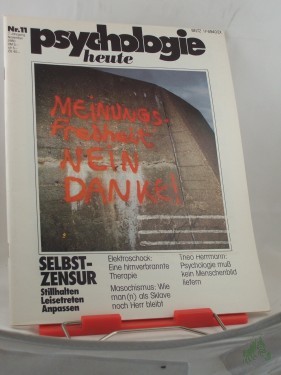 Nr.11
psychologie
heute
MEINUNGS-
freiheit
NEIN
DANKE!
SELBST-
ZENSUR
Stillhalten
Leisetreten
Anpassen
Elektroschock:
Eine hirnverbrannte
Therapie
Masochismus: Wie
man(n) als Sklave
noch Herr bleibt
Theo Herrmann:
Psychologie muß
kein Menschenbild
liefern